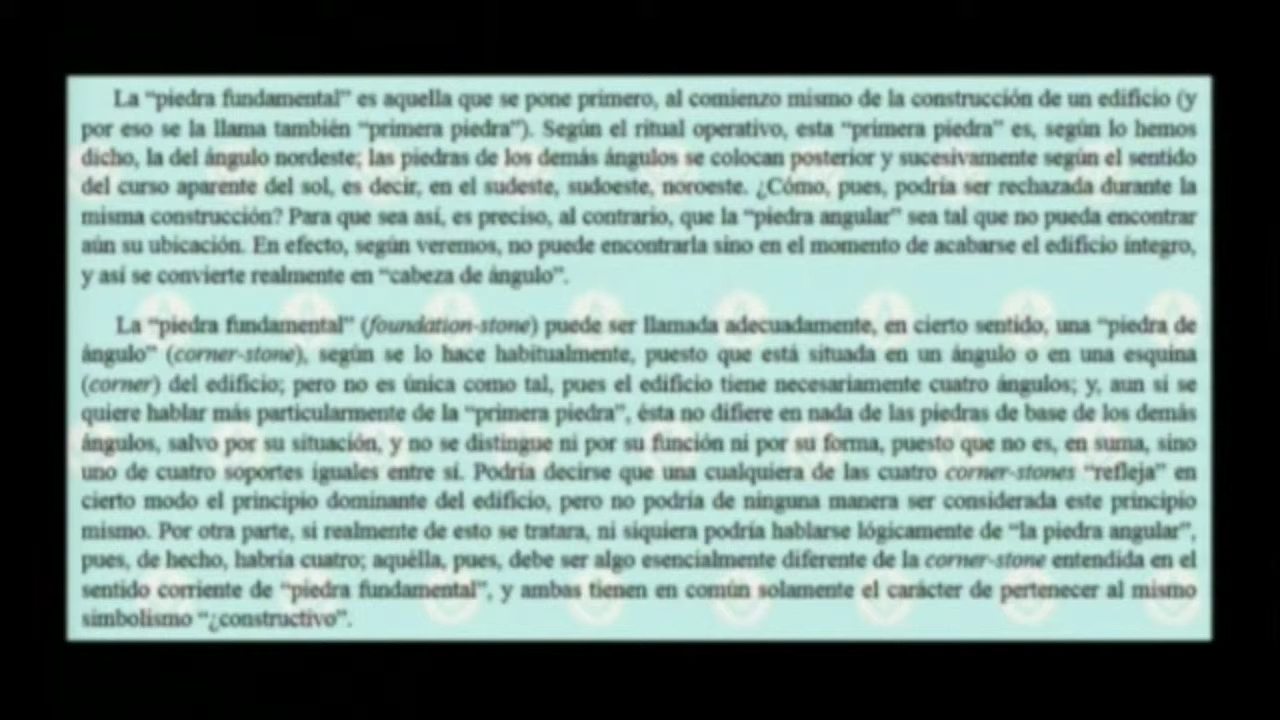 La “piedra fundamental” es aquella que se pone primero, al comienzo mismo de la construcción de un edificio (y
por eso se la llama también “primera piedra”). Según el ritual operativo, esta “primera piedra” es, según lo hemos
dicho, la del ángulo nordeste; las piedras de los demás ángulos se colocan posterior y sucesivamente según el sentido
del curso aparente del sol, es decir, en el sudeste, sudoeste, noroeste. ¿Cómo, pues, podría ser rechazada durante la
misma construcción? Para que sea así, es preciso, al contrario, que la “piedra angular” sea tal que no pueda encontrar
aún su ubicación. En efecto, según veremos, no puede encontrarla sino en el momento de acabarse el edificio íntegro,
y así se convierte realmente en “cabeza de ángulo”.
La “piedra fundamental” (foundation-stone) puede ser llamada adecuadamente, en cierto sentido, una “piedra de
ángulo” (corner-stone), según se lo hace habitualmente, puesto que está situada en un ángulo o en una esquina
(corner) del edificio; pero no es única como tal, pues el edificio tiene necesariamente cuatro ángulos; y, aun si se
quiere hablar más particularmente de la “primera piedra”, ésta no difiere en nada de las piedras de base de los demás
ángulos, salvo por su situación, y no se distingue ni por su función ni por su forma, puesto que no es, en suma, sino
uno de cuatro soportes iguales entre sí. Podría decirse que una cualquiera de las cuatro corner-stones “refleja” en
cierto modo el principio dominante del edificio, pero no podría de ninguna manera ser considerada este principio
mismo. Por otra parte, si realmente de esto se tratara, ni siquiera podría hablarse lógicamente de “la piedra angular”,
pues, de hecho, habría cuatro; aquélla, pues, debe ser algo esencialmente diferente de la corner-stone entendida en el
sentido corriente de “piedra fundamental”, y ambas tienen en común solamente el carácter de pertenecer al mismo
simbolismo “¿constructivo”.